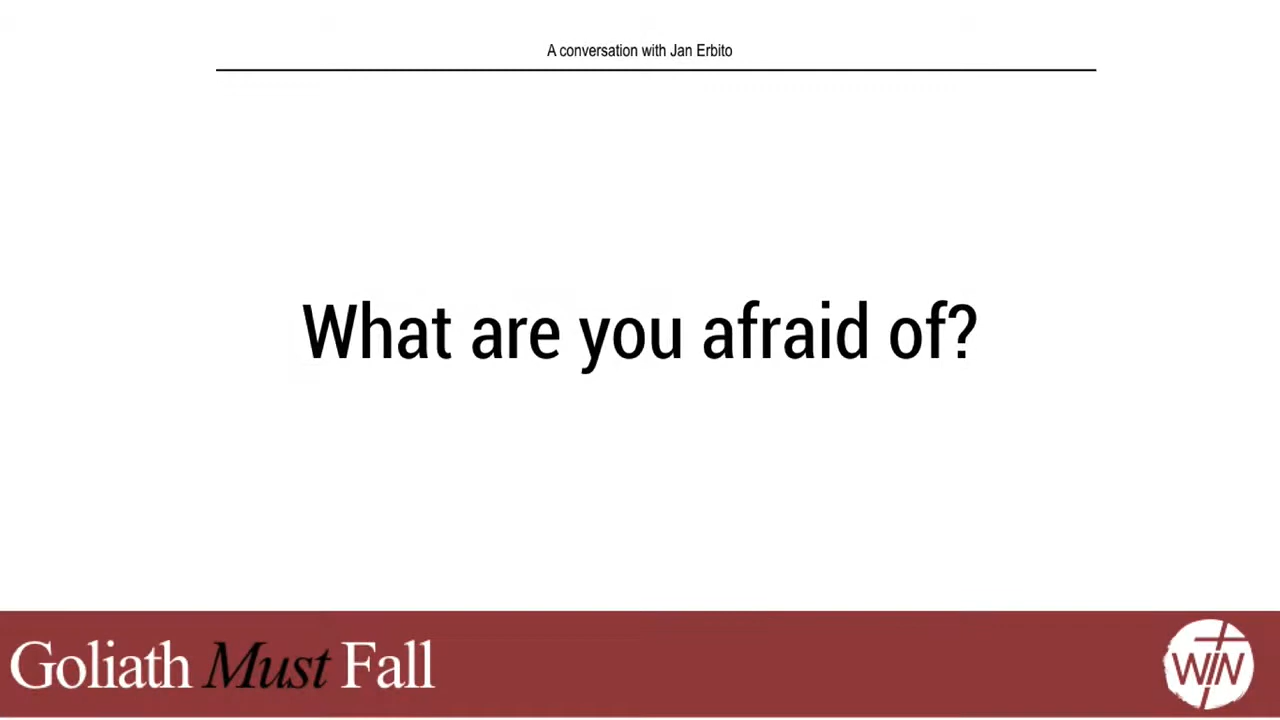 A conversation with Jan Erbito
What are you afraid of?
Goliath Must Fall
WIN